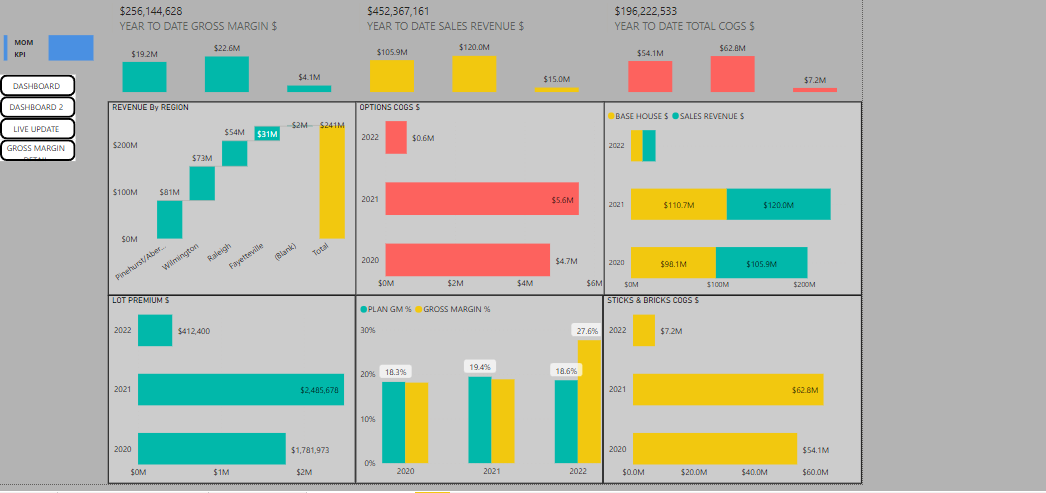 $256,144,628
YEAR TO DATE GROSS MARGIN $
$452,367,161
YEAR TO DATE SALES REVENUE $
$196,222,533
YEAR TO DATE TOTAL COGS $
MOM
KPI
$19.2M
$22.6M
$4.1M
$105.9M
$120.0M
$15.0M
$54.1M
$62.8M
$7.2M
DASHBOARD
DASHBOARD 2
LIVE UPDATE
GROSS MARGIN
REVENUE By REGION
$200M
$100M
$0M
$81M
$73M
$54M
$31M
$2M
$241M
Pinehurst/Aber...
Wilmington
Raleigh
Fayetteville
(Blank)
Total
OPTIONS COGS $
2022
$0.6M
2021
$5.6M
2020
$4.7M
$0M
$2M
$4M
$6M
BASE HOUSE $
SALES REVENUE $
2022
2021
$110.7M
$120.0M
2020
$98.1M
$105.9M
$0M
$100M
$200M
LOT PREMIUM $
2022
$412,400
2021
$2,485,678
2020
$1,781,973
$0M
$1M
$2M
PLAN GM %
GROSS MARGIN %
30%
20%
10%
0%
18.3%
19.4%
18.6%
27.6%
2020
2021
2022
STICKS & BRICKS COGS $
2022
$7.2M
2021
$62.8M
2020
$54.1M
$0.0M
$20.0M
$40.0M
$60.0M